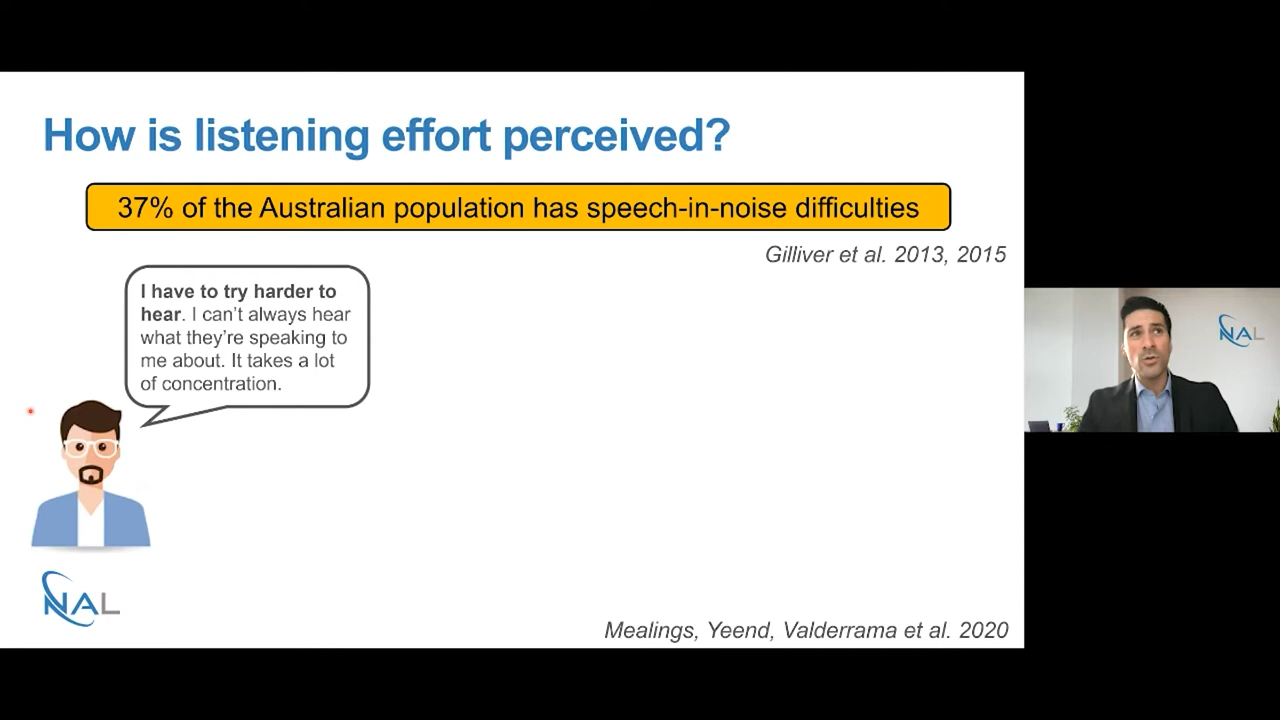 How is listening effort perceived?
37% of the Australian population has speech-in-noise difficulties
Gilliver et al. 2013, 2015
I have to try harder to
hear. I can’t always hear
what they’re speaking to
me about. It takes a lot
of concentration.
NAL
NAL
Mealings, Yeend, Valderrama et al. 2020